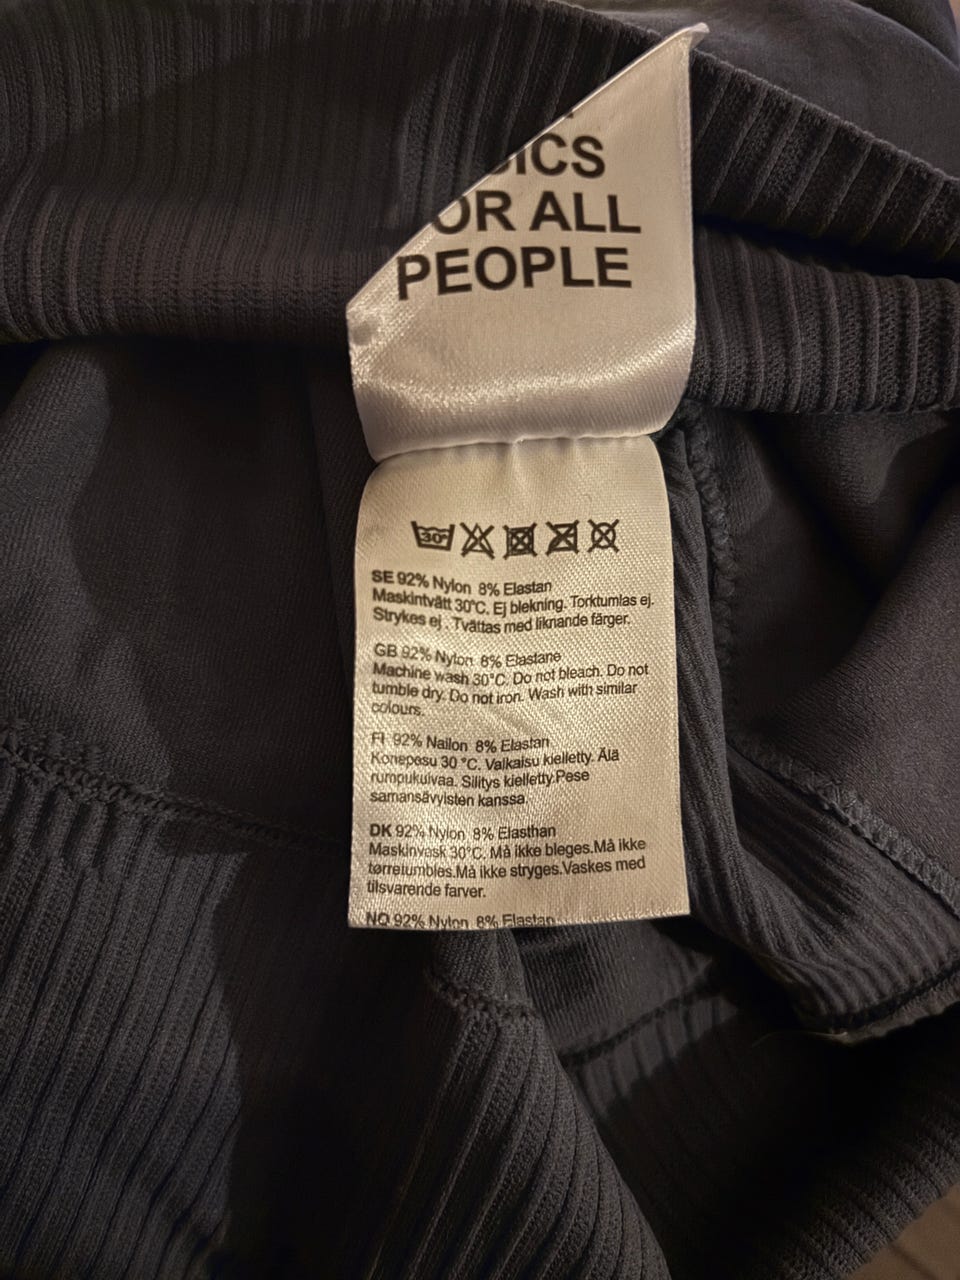 ICS
OR ALL
PEOPLE
30°
SE 92% Nylon 8% Elastan
Maskintvätt 30°C. Ej blekning. Torktumlas ej.
Strykes ej . Tvättas med liknande färger.
GB 92% Nylon 8% Elastane
Machine wash 30°C. Do not bleach. Do not
tumble dry. Do not iron. Wash with similar
colours.
FI 92% Nailon 8% Elastan
Konepesu 30 °C. Valkaisu kielletty. Älä
rumpukuivaa. Silitys kielletty.Pese
samansävyisten kanssa.
DK 92% Nylon 8% Elasthan
Maskinvask 30°C. Må ikke bleges.Må ikke
tørretumbles.Må ikke stryges.Vaskes med
tilsvarende farver.
NO 92% Nylon 8% Elastan